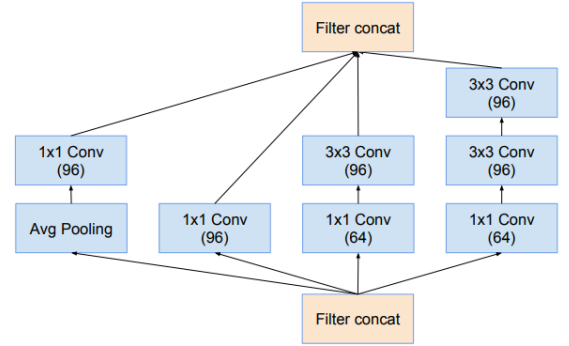 Filter concat
3x3 Conv
(96)
1x1 Conv
(96)
3x3 Conv
(96)
3x3 Conv
(96)
Avg Pooling
1x1 Conv
(96)
1x1 Conv
(64)
1x1 Conv
(64)
Filter concat